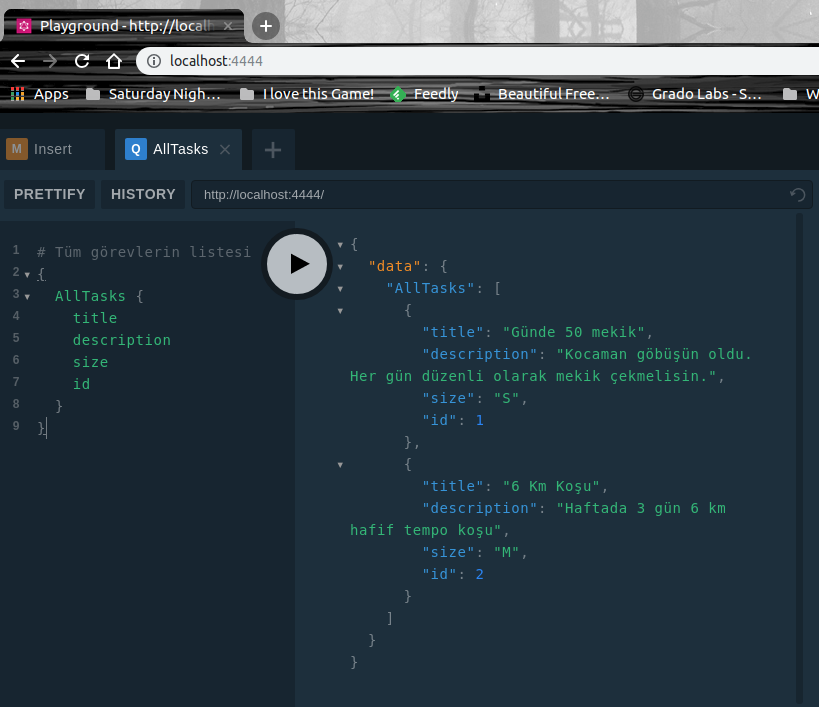 Playground - http://locall
localhost:4444
Apps
Saturday Nigh…
I love this Game!
Feedly
Beautiful Free…
Grado Labs - S…
W
M Insert
Q AllTasks
PRETTIFY
HISTORY
http://localhost:4444/
1 # Tüm görevlerin listesi
2 {
3 AllTasks {
4 title
5 description
6 size
7 id
8 }
9 }
{
"data": {
"AllTasks": [
{
"title": "Günde 50 mekik",
"description": "Kocaman göbüşün oldu.
Her gün düzenli olarak mekik çekmelisin.",
"size": "S",
"id": 1
},
{
"title": "6 Km Koşu",
"description": "Haftada 3 gün 6 km
hafif tempo koşu",
"size": "M",
"id": 2
}
]
}
}